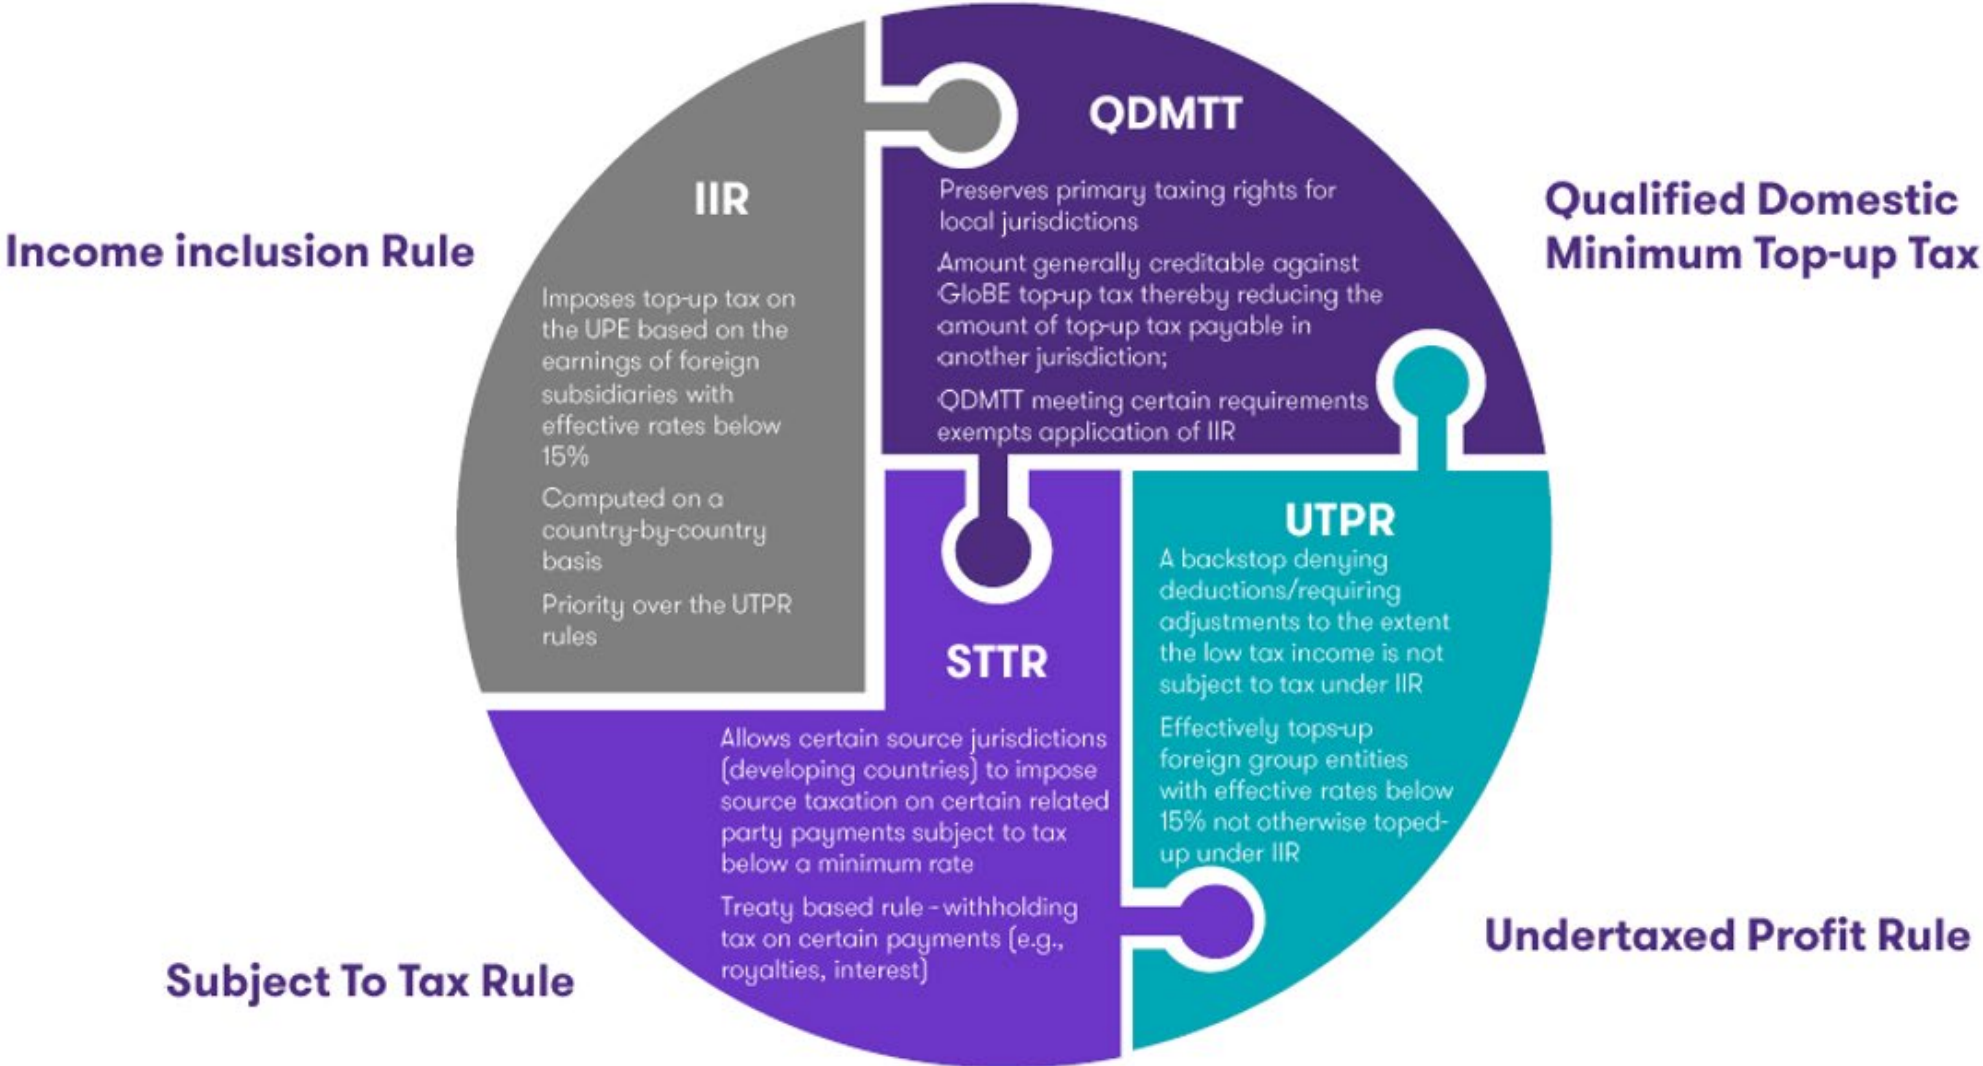 Income inclusion Rule
IIR
Imposes top-up tax on
the UPE based on the
earnings of foreign
subsidiaries with
effective rates below
15%
Computed on a
country-by-country
basis
Priority over the UTPR
rules
QDMTT
Preserves primary taxing rights for
local jurisdictions
Amount generally creditable against
GloBE top-up tax thereby reducing the
amount of top-up tax payable in
another jurisdiction;
QDMTT meeting certain requirements
exempts application of IIR
Qualified Domestic
Minimum Top-up Tax
STTR
Allows certain source jurisdictions
(developing countries) to impose
source taxation on certain related
party payments subject to tax
below a minimum rate
Treaty based rule - withholding
tax on certain payments (e.g.,
royalties, interest)
Subject To Tax Rule
UTPR
A backstop denying
deductions/requiring
adjustments to the extent
the low tax income is not
subject to tax under IIR
Effectively tops-up
foreign group entities
with effective rates below
15% not otherwise toped-
up under IIR
Undertaxed Profit Rule